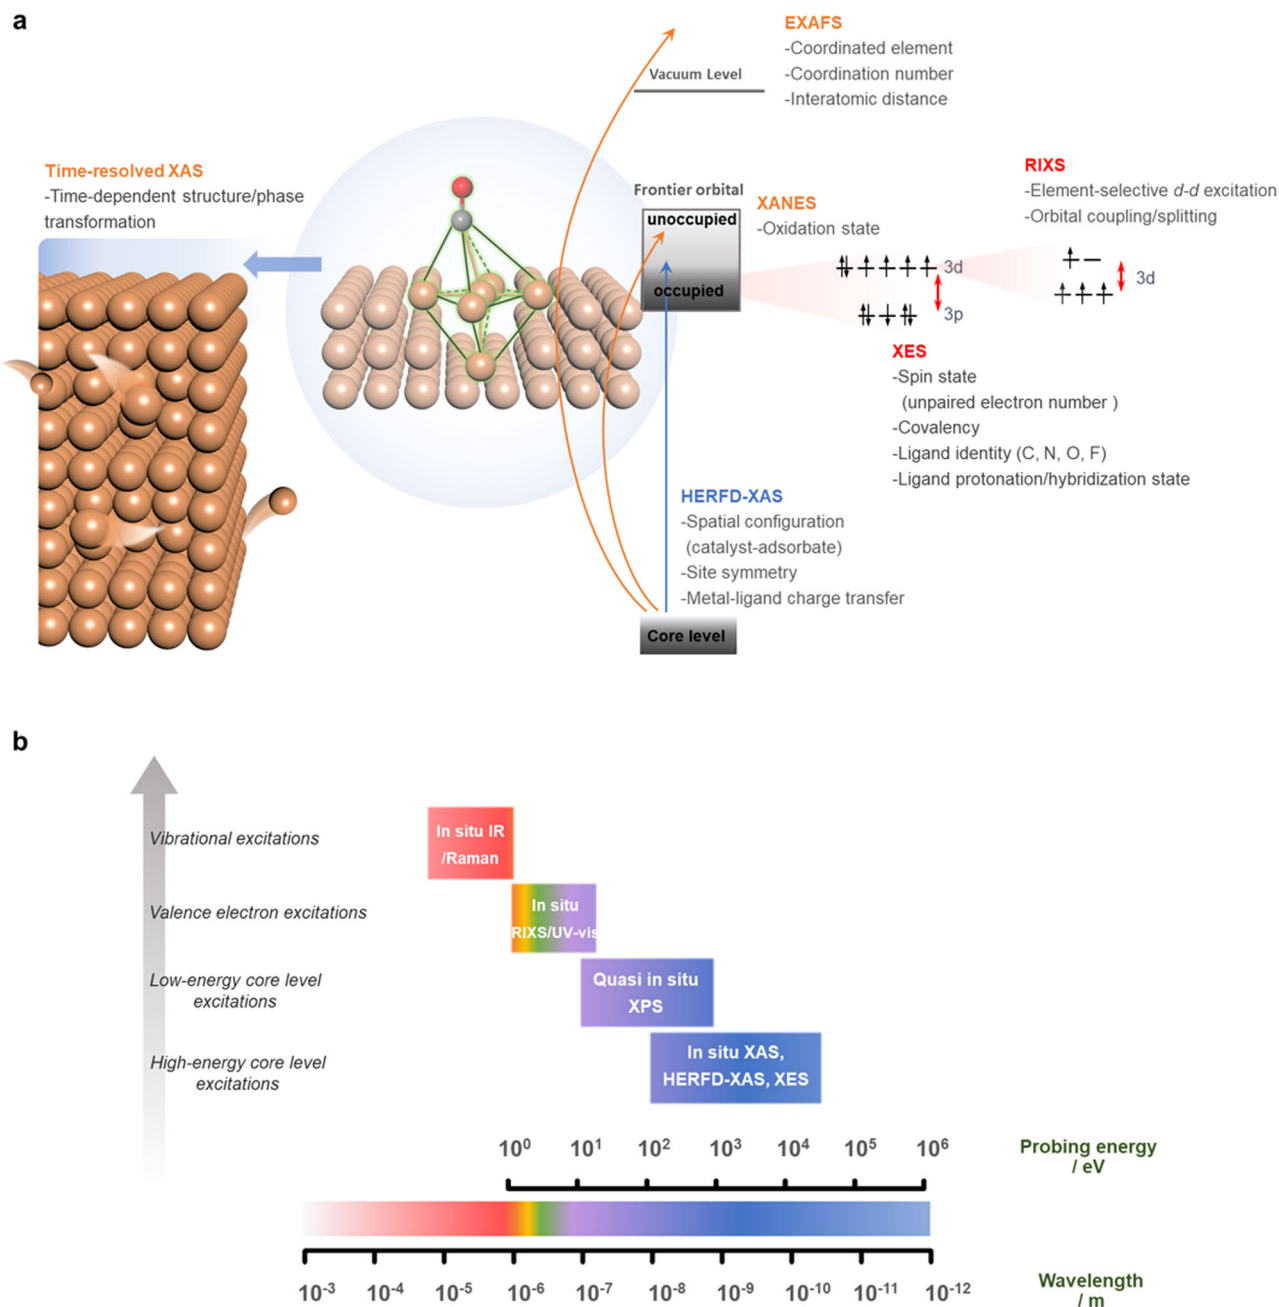 a
EXAFS
-Coordinated element
-Coordination number
-Interatomic distance
Vacuum Level
Time-resolved XAS
-Time-dependent structure/phase
transformation
Frontier orbital
unoccupied
occupied
XANES
-Oxidation state
RIXS
-Element-selective d-d excitation
-Orbital coupling/splitting
3d
3p
3d
XES
-Spin state
(unpaired electron number )
-Covalency
-Ligand identity (C, N, O, F)
-Ligand protonation/hybridization state
HERFD-XAS
-Spatial configuration
(catalyst-adsorbate)
-Site symmetry
-Metal-ligand charge transfer
Core level
b
Vibrational excitations
In situ IR
/Raman
Valence electron excitations
In situ
RIXS/UV-vis
Low-energy core level
excitations
Quasi in situ
XPS
High-energy core level
excitations
In situ XAS,
HERFD-XAS, XES
10⁰ 10¹ 10² 10³ 10⁴ 10⁵ 10⁶
Probing energy
/ eV
10⁻³ 10⁻⁴ 10⁻⁵ 10⁻⁶ 10⁻⁷ 10⁻⁸ 10⁻⁹ 10⁻¹⁰ 10⁻¹¹ 10⁻¹²
Wavelength
/ m